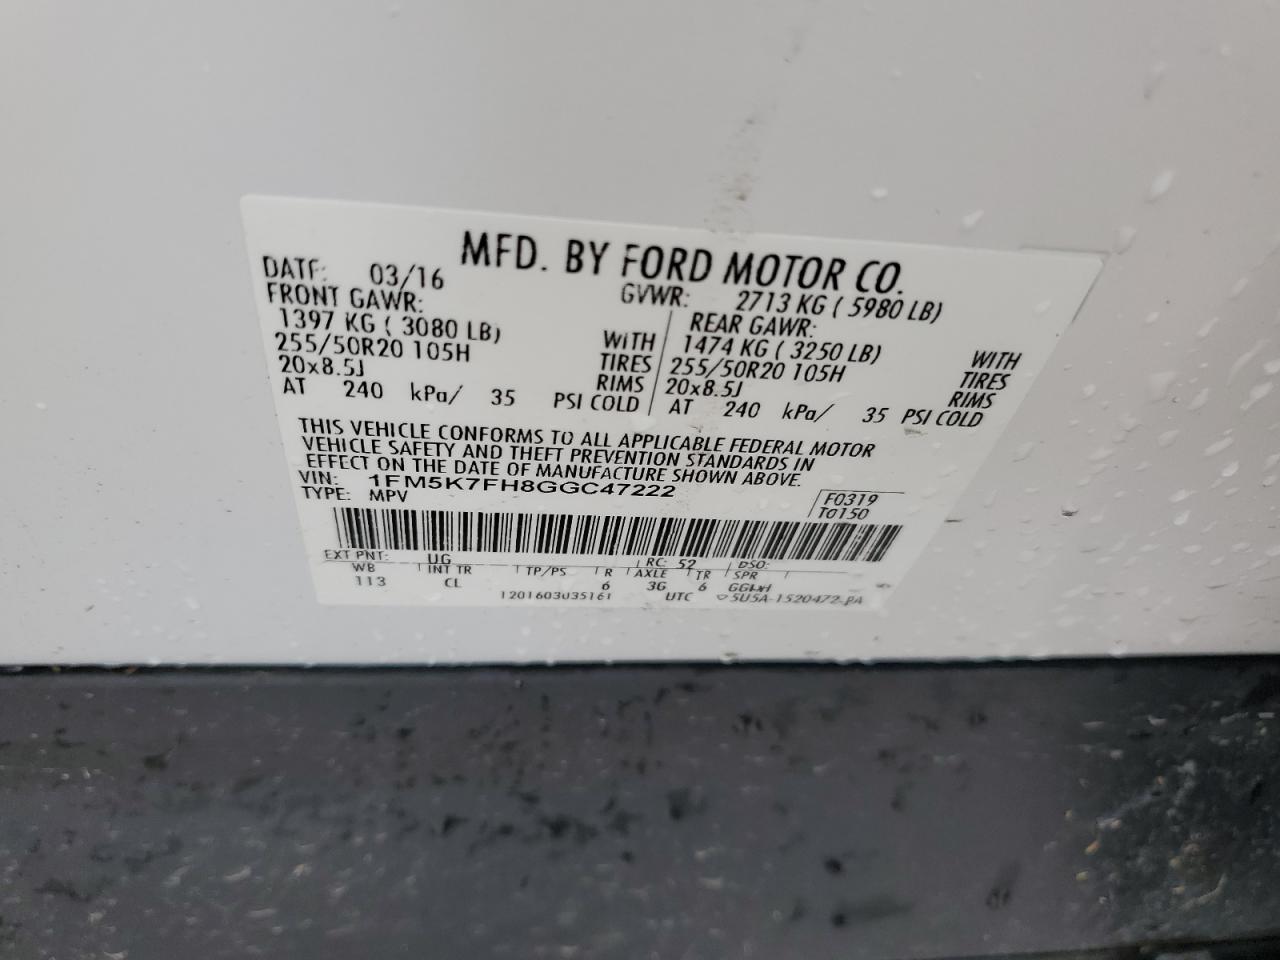 MFD. BY FORD MOTOR CO.
DATE: 03/16 GVWR: 2713 KG ( 5980 LB)
FRONT GAWR: REAR GAWR:
1397 KG ( 3080 LB) WITH 1474 KG ( 3250 LB) WITH
255/50R20 105H TIRES 255/50R20 105H TIRES
20x8.5J RIMS 20x8.5J RIMS
AT 240 kPa/ 35 PSI COLD AT 240 kPa/ 35 PSI COLD
THIS VEHICLE CONFORMS TO ALL APPLICABLE FEDERAL MOTOR
VEHICLE SAFETY AND THEFT PREVENTION STANDARDS IN
EFFECT ON THE DATE OF MANUFACTURE SHOWN ABOVE.
VIN: 1FM5K7FH8GGC47222
TYPE: MPV
F0319
T0150
EXT PNT: UG RC: 52 DSO:
WB INT TR TP/PS R AXLE TR SPR
113 CL 6 3G 6
1201603035161 UTC 5U5A-1520472-PA